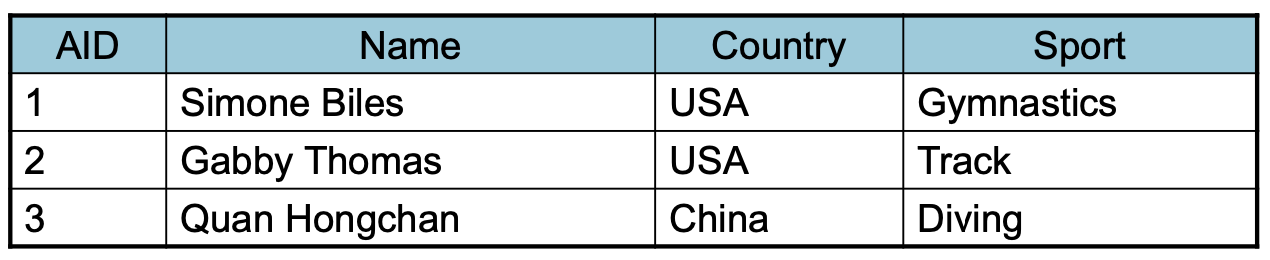 AID Name Country Sport
1 Simone Biles USA Gymnastics
2 Gabby Thomas USA Track
3 Quan Hongchan China Diving